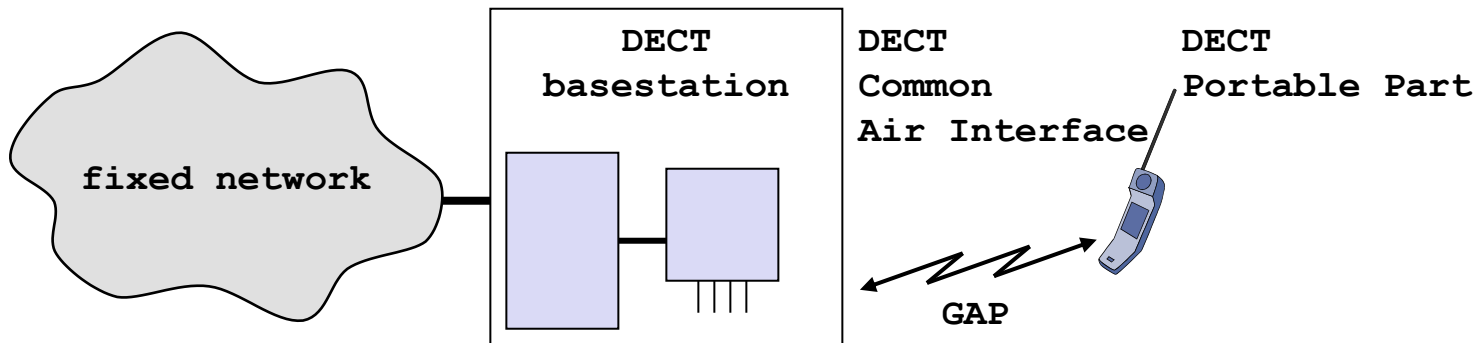 DECT
basestation
DECT
Common
Air Interface
DECT
Portable Part
fixed network
GAP